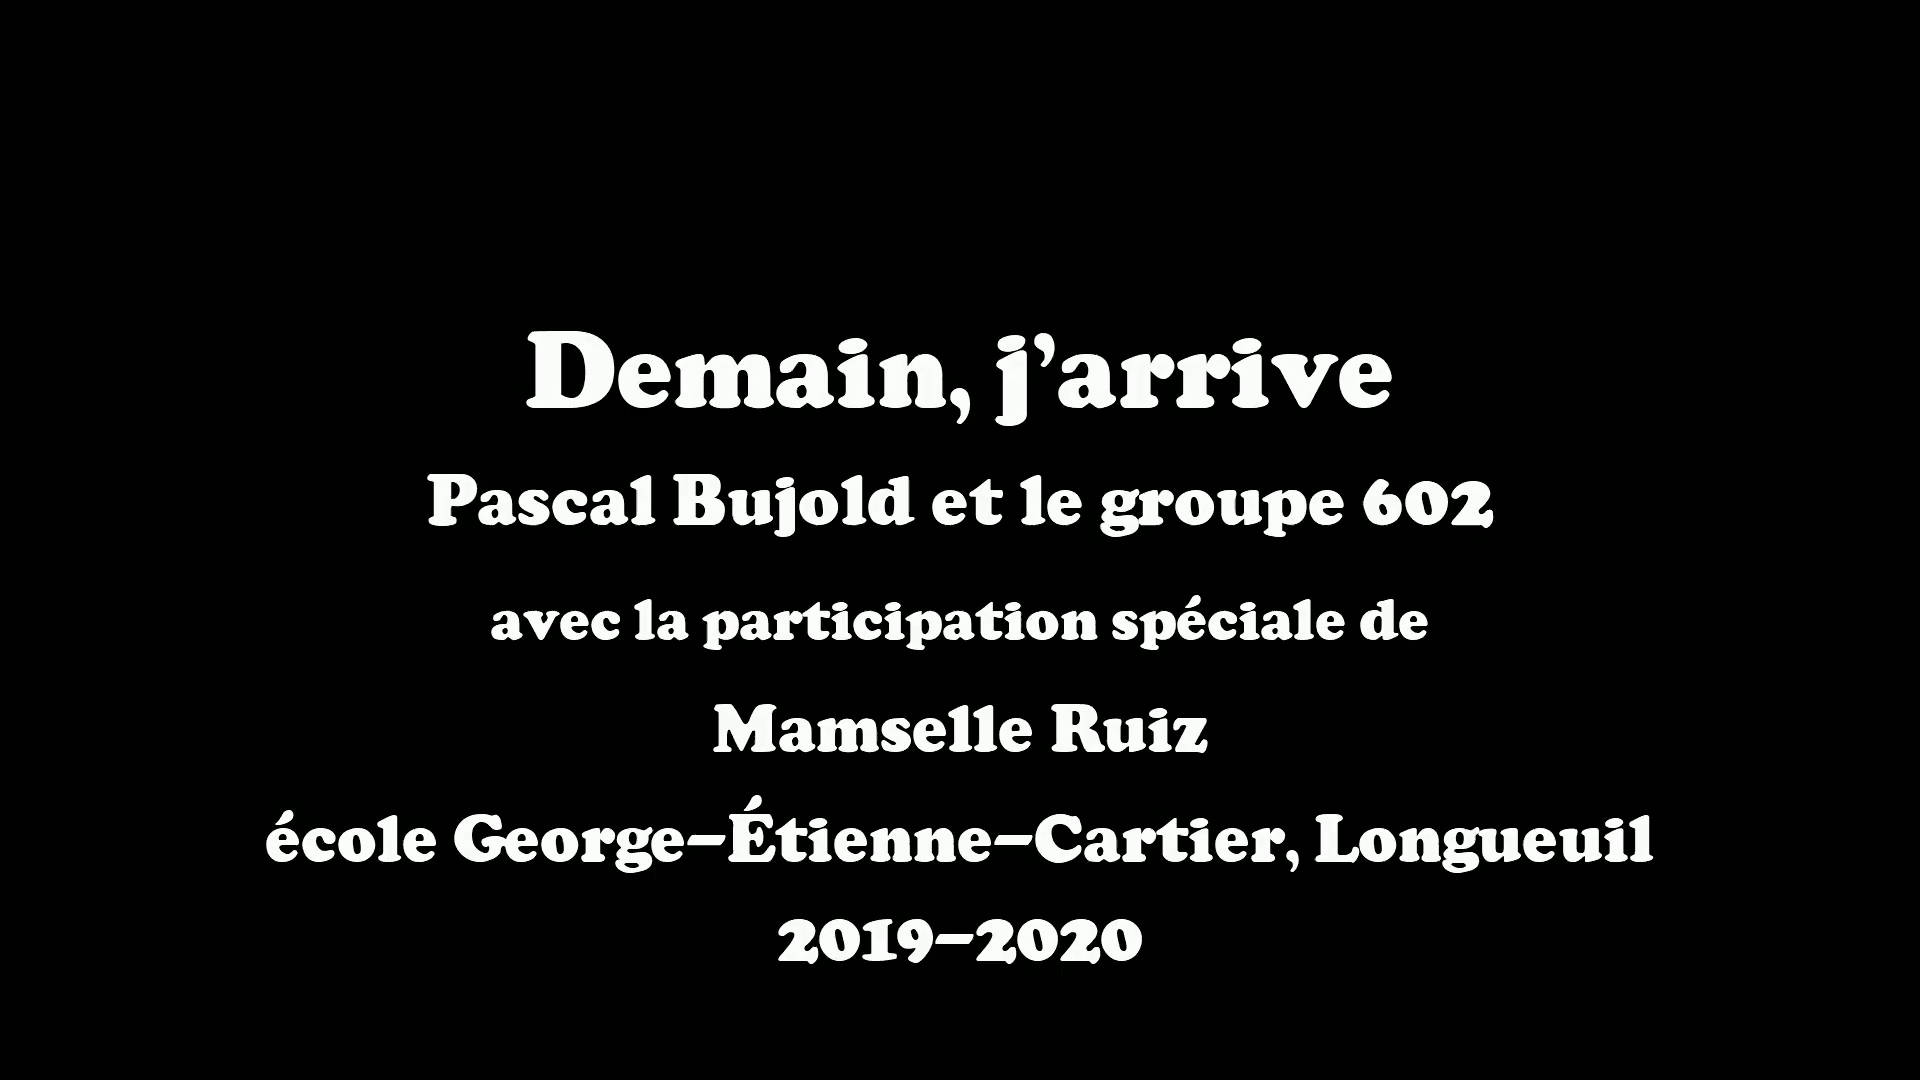 Demain, j’arrive
Pascal Bujold et le groupe 602
avec la participation spéciale de
Mamselle Ruiz
école George–Étienne–Cartier, Longueuil
2019–2020